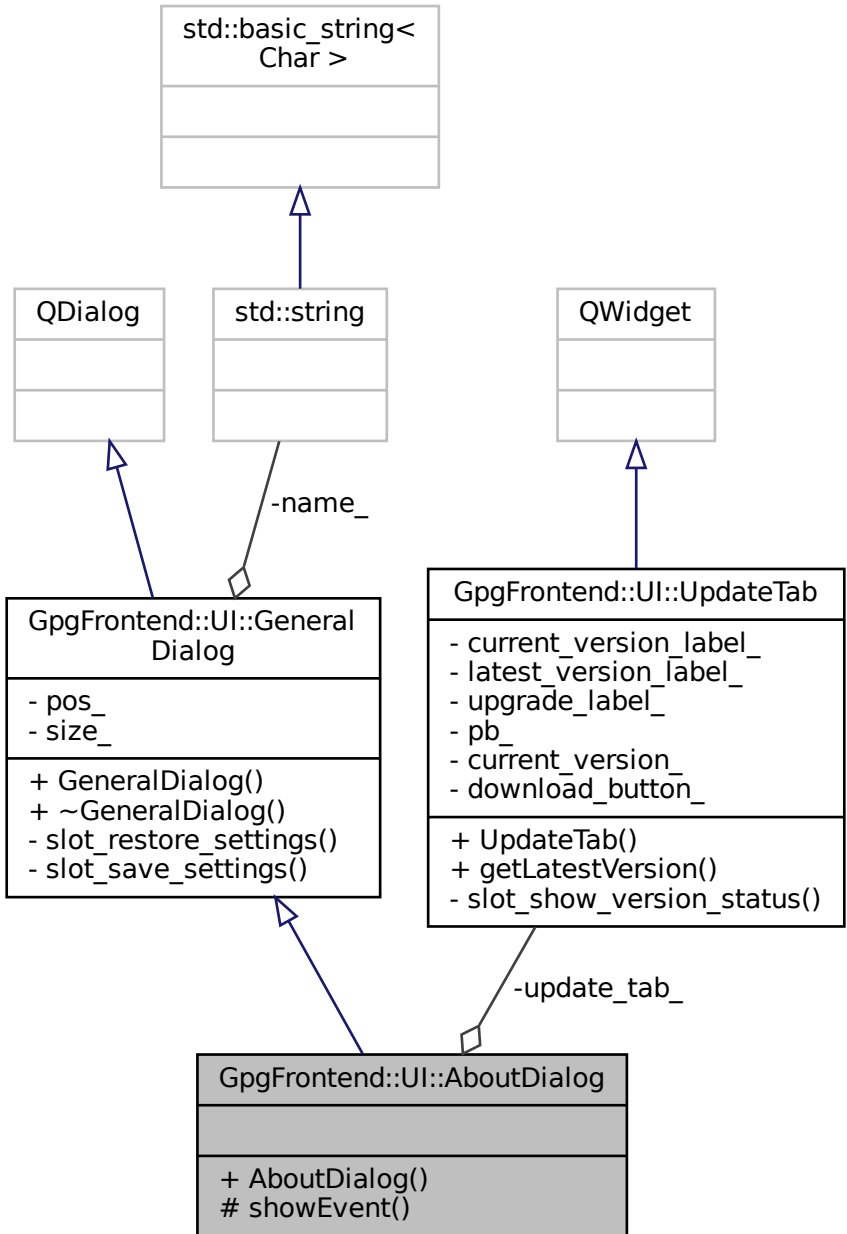 std::basic_string<
Char >
QDialog
std::string
QWidget
-name_
GpgFrontend::UI::General
Dialog
- pos_
- size_
+ GeneralDialog()
+ ~GeneralDialog()
- slot_restore_settings()
- slot_save_settings()
GpgFrontend::UI::UpdateTab
- current_version_label_
- latest_version_label_
- upgrade_label_
- pb_
- current_version_
- download_button_
+ UpdateTab()
+ getLatestVersion()
- slot_show_version_status()
-update_tab_
GpgFrontend::UI::AboutDialog
+ AboutDialog()
# showEvent()